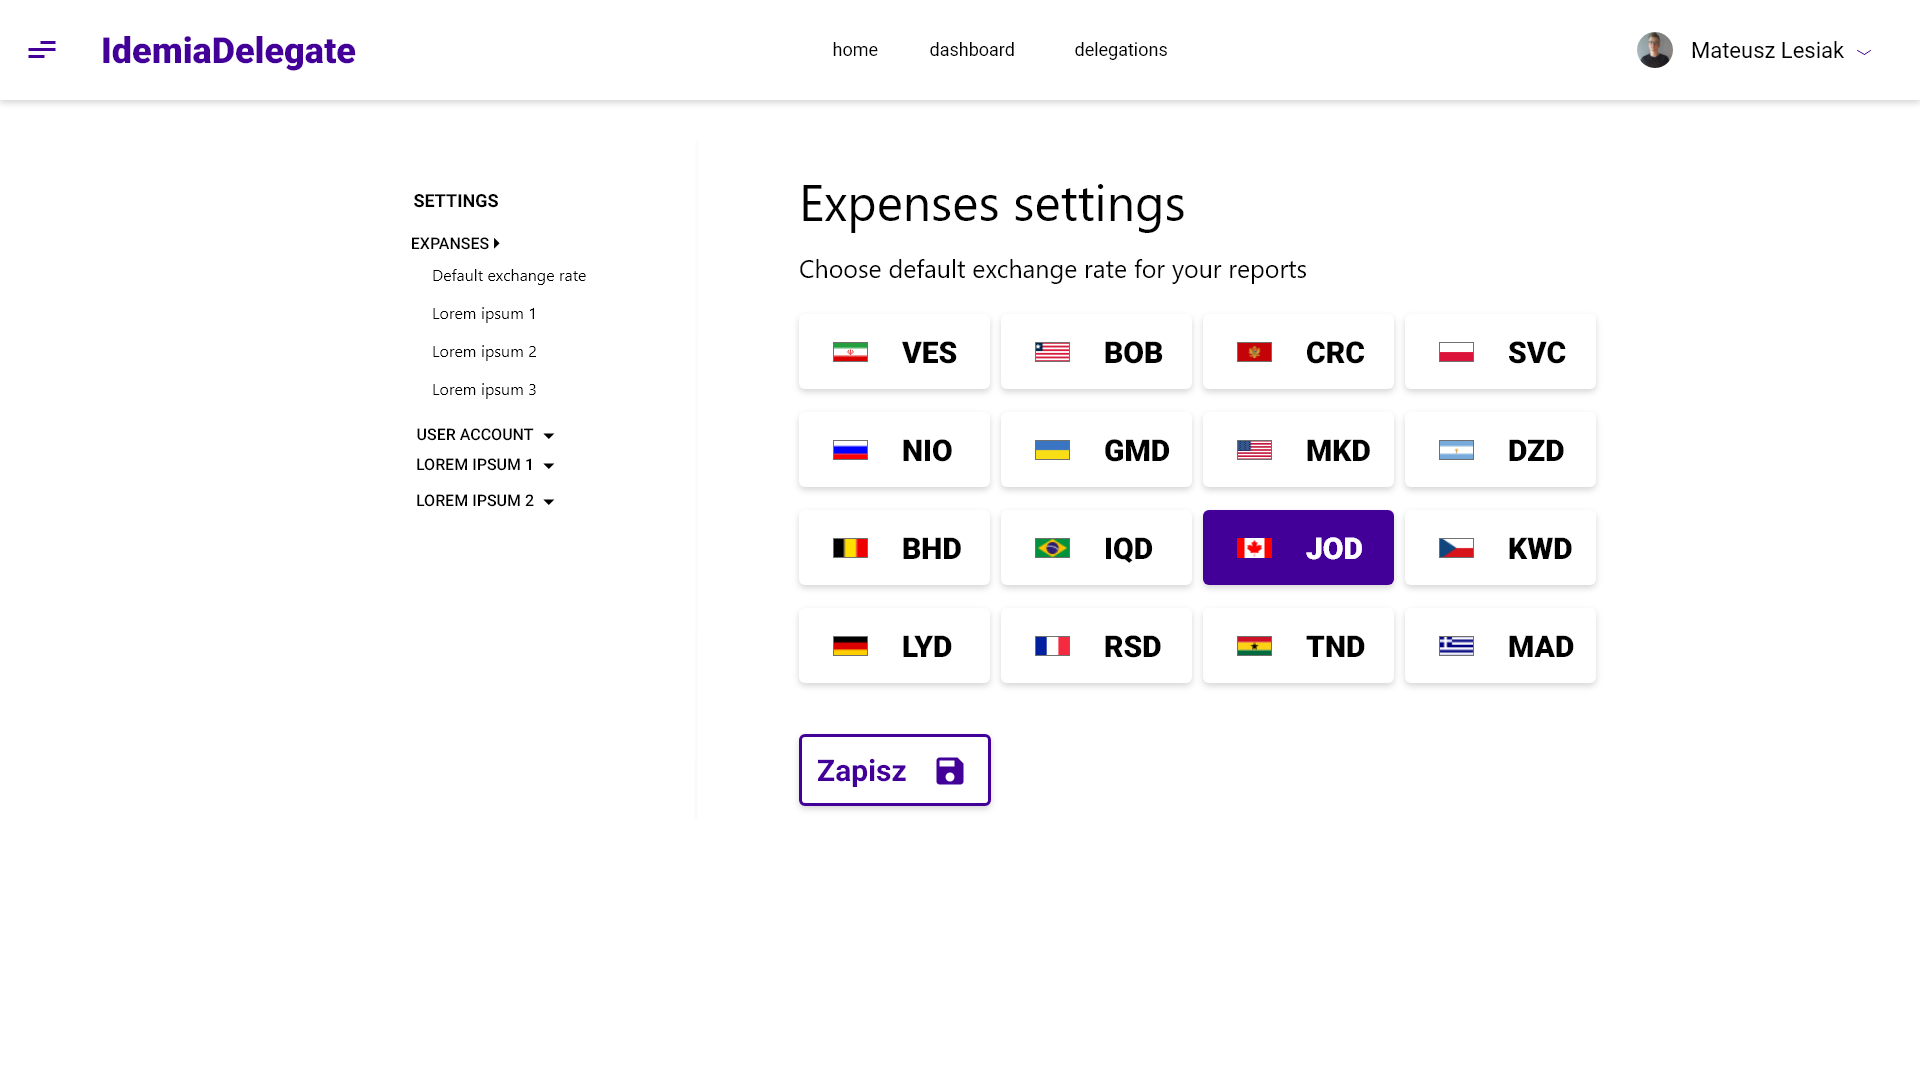 IdemiaDelegate
home dashboard delegations
Mateusz Lesiak
SETTINGS
EXPANSES
Default exchange rate
Lorem ipsum 1
Lorem ipsum 2
Lorem ipsum 3
USER ACCOUNT
LOREM IPSUM 1
LOREM IPSUM 2
Expenses settings
Choose default exchange rate for your reports
VES BOB CRC SVC
NIO GMD MKD DZD
BHD IQD JOD KWD
LYD RSD TND MAD
Zapisz